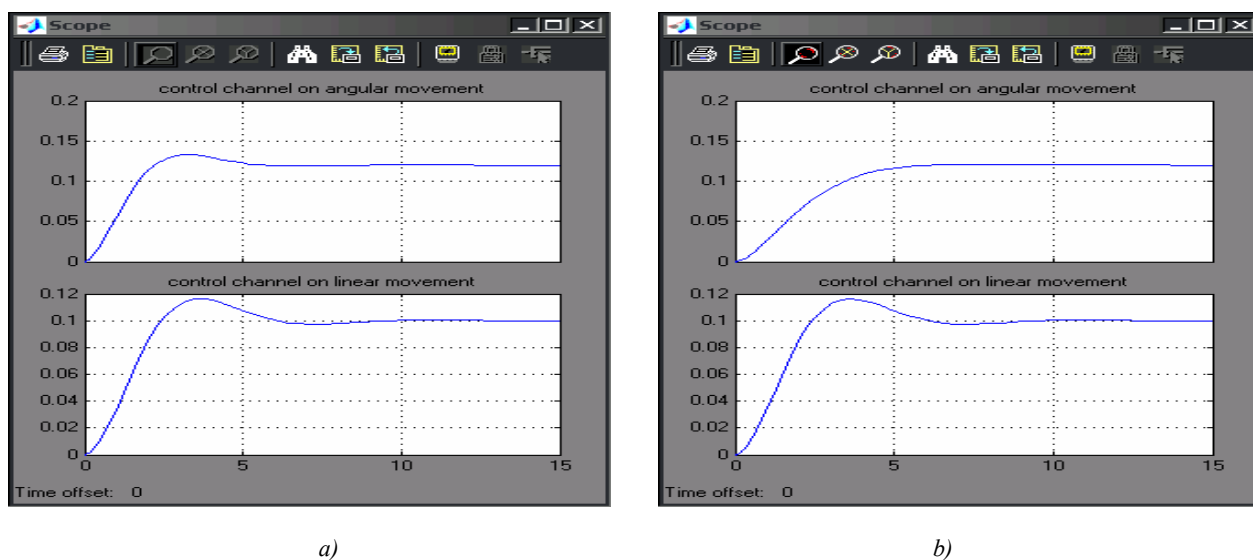 Scope
control channel on angular movement
0.2
0.15
0.1
0.05
0
control channel on linear movement
0.12
0.1
0.08
0.06
0.04
0.02
0
0 5 10 15
Time offset: 0
a)
Scope
control channel on angular movement
0.2
0.15
0.1
0.05
0
control channel on linear movement
0.12
0.1
0.08
0.06
0.04
0.02
0
0 5 10 15
Time offset: 0
b)